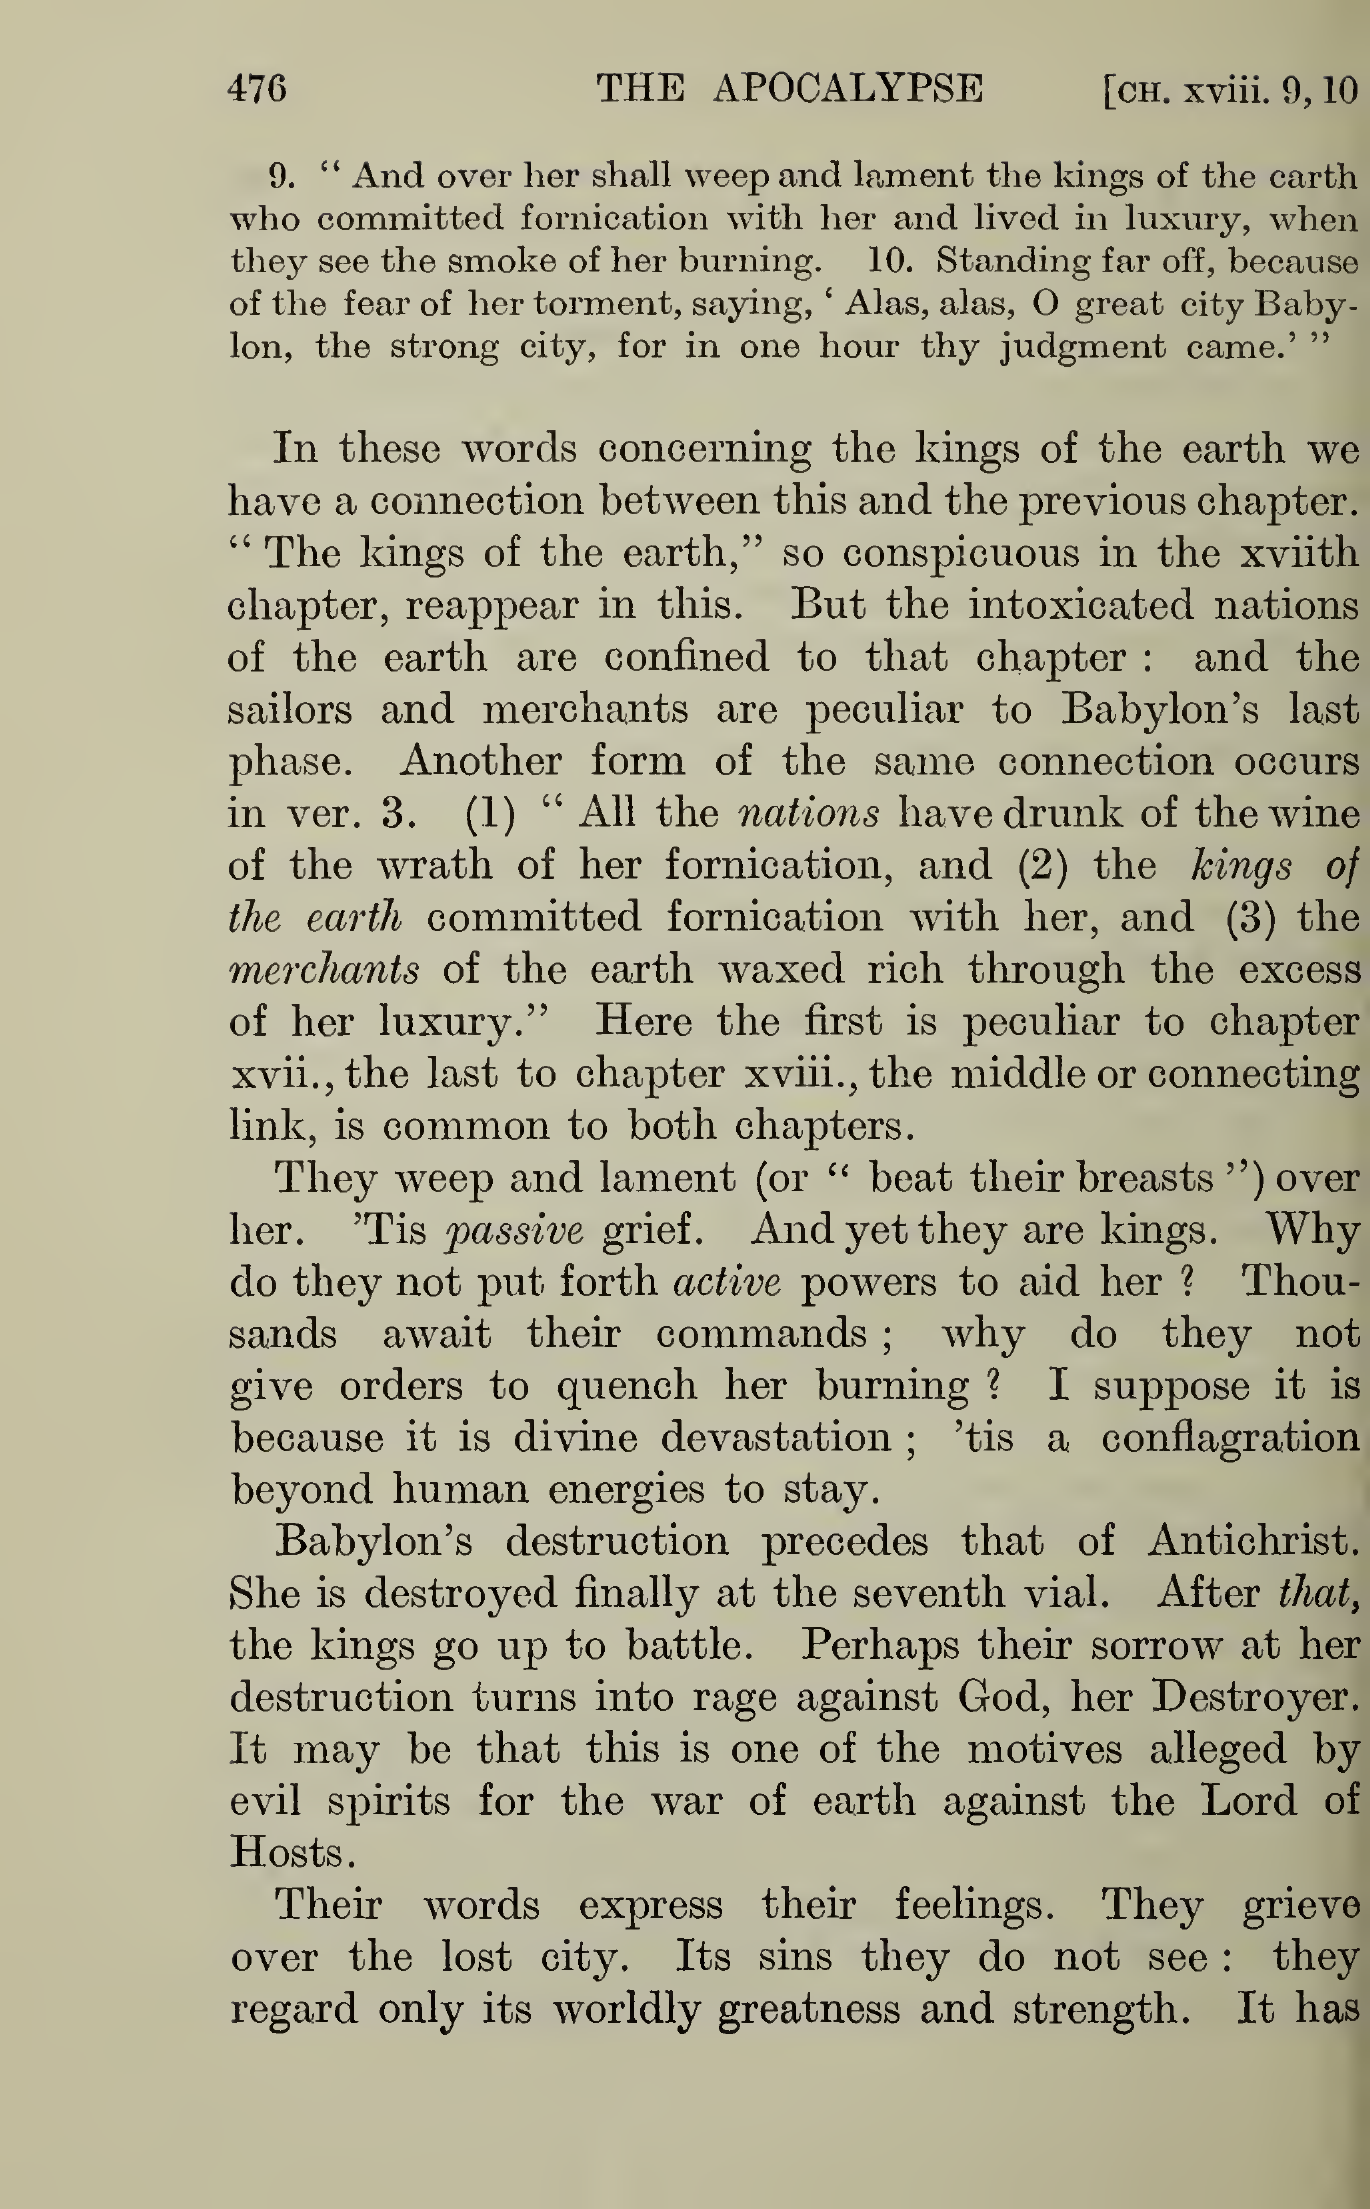 476 THE APOCALYPSE [CH. xviii. 9, 10
9. “ And over her shall weep and lament the kings of the earth
who committed fornication with her and lived in luxury, when
they see the smoke of her burning. 10. Standing far off, because
of the fear of her torment, saying, ‘ Alas, alas, O great city Baby-
lon, the strong city, for in one hour thy judgment came.’ ”
In these words concerning the kings of the earth we
have a connection between this and the previous chapter.
“ The kings of the earth,” so conspicuous in the xviith
chapter, reappear in this. But the intoxicated nations
of the earth are confined to that chapter : and the
sailors and merchants are peculiar to Babylon’s last
phase. Another form of the same connection occurs
in ver. 3. (1) “ All the nations have drunk of the wine
of the wrath of her fornication, and (2) the kings of
the earth committed fornication with her, and (3) the
merchants of the earth waxed rich through the excess
of her luxury.” Here the first is peculiar to chapter
xvii., the last to chapter xviii., the middle or connecting
link, is common to both chapters.
They weep and lament (or “ beat their breasts ”) over
her. ’Tis passive grief. And yet they are kings. Why
do they not put forth active powers to aid her ? Thou-
sands await their commands ; why do they not
give orders to quench her burning ? I suppose it is
because it is divine devastation ; ’tis a conflagration
beyond human energies to stay.
Babylon’s destruction precedes that of Antichrist.
She is destroyed finally at the seventh vial. After that,
the kings go up to battle. Perhaps their sorrow at her
destruction turns into rage against God, her Destroyer.
It may be that this is one of the motives alleged by
evil spirits for the war of earth against the Lord of
Hosts.
Their words express their feelings. They grieve
over the lost city. Its sins they do not see : they
regard only its worldly greatness and strength. It has